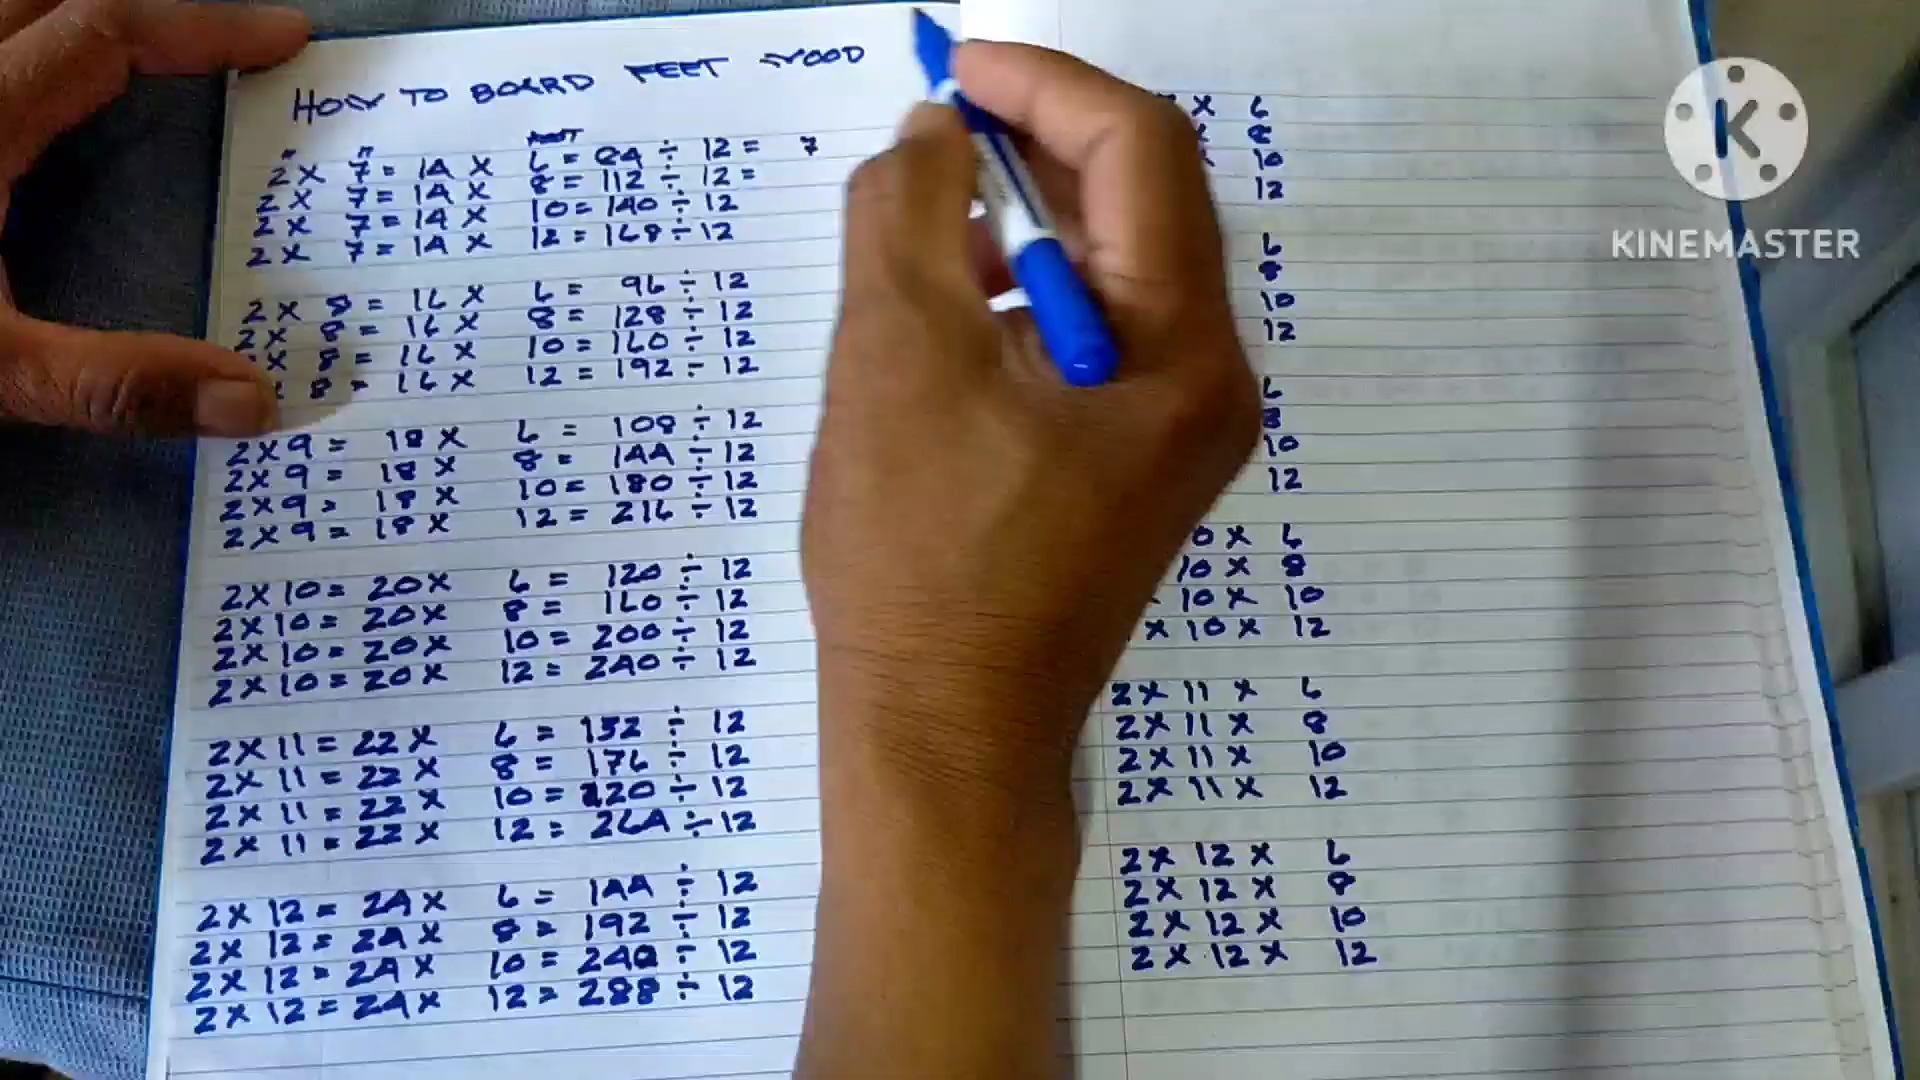 HOW TO BOARD FEET WOOD
" " FEET
2 X 7 = 14 X 6 = 84 ÷ 12 = 7
2 X 7 = 14 X 8 = 112 ÷ 12 =
2 X 7 = 14 X 10 = 140 ÷ 12
2 X 7 = 14 X 12 = 168 ÷ 12
2 X 8 = 16 X 6 = 96 ÷ 12
2 X 8 = 16 X 8 = 128 ÷ 12
X 8 = 16 X 10 = 160 ÷ 12
X 8 = 16 X 12 = 192 ÷ 12
2 X 9 = 18 X 6 = 108 ÷ 12
2 X 9 = 18 X 8 = 144 ÷ 12
2 X 9 = 18 X 10 = 180 ÷ 12
2 X 9 = 18 X 12 = 216 ÷ 12
2 X 10 = 20 X 6 = 120 ÷ 12
2 X 10 = 20 X 8 = 160 ÷ 12
2 X 10 = 20 X 10 = 200 ÷ 12
2 X 10 = 20 X 12 = 240 ÷ 12
2 X 11 = 22 X 6 = 132 ÷ 12
2 X 11 = 22 X 8 = 176 ÷ 12
2 X 11 = 22 X 10 = 220 ÷ 12
2 X 11 = 22 X 12 = 264 ÷ 12
2 X 12 = 24 X 6 = 144 ÷ 12
2 X 12 = 24 X 8 = 192 ÷ 12
2 X 12 = 24 X 10 = 240 ÷ 12
2 X 12 = 24 X 12 = 288 ÷ 12
X 6
8
10
12
6
8
10
12
6
8
10
12
0 X 6
10 X 8
10 X 10
X 10 X 12
2 X 11 X 6
2 X 11 X 8
2 X 11 X 10
2 X 11 X 12
2 X 12 X 6
2 X 12 X 8
2 X 12 X 10
2 X 12 X 12
K
KINEMASTER